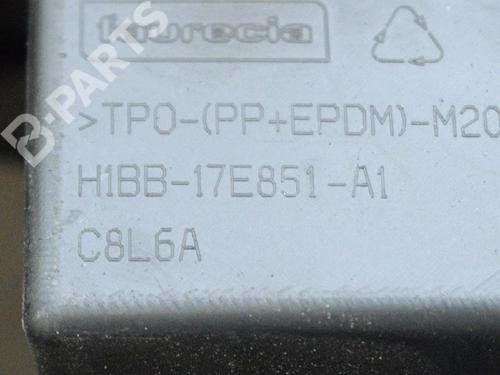 faurecia
>TPO-(PP+EPDM)-M20
H1BB-17E851-A1
C8L6A
B-PARTS